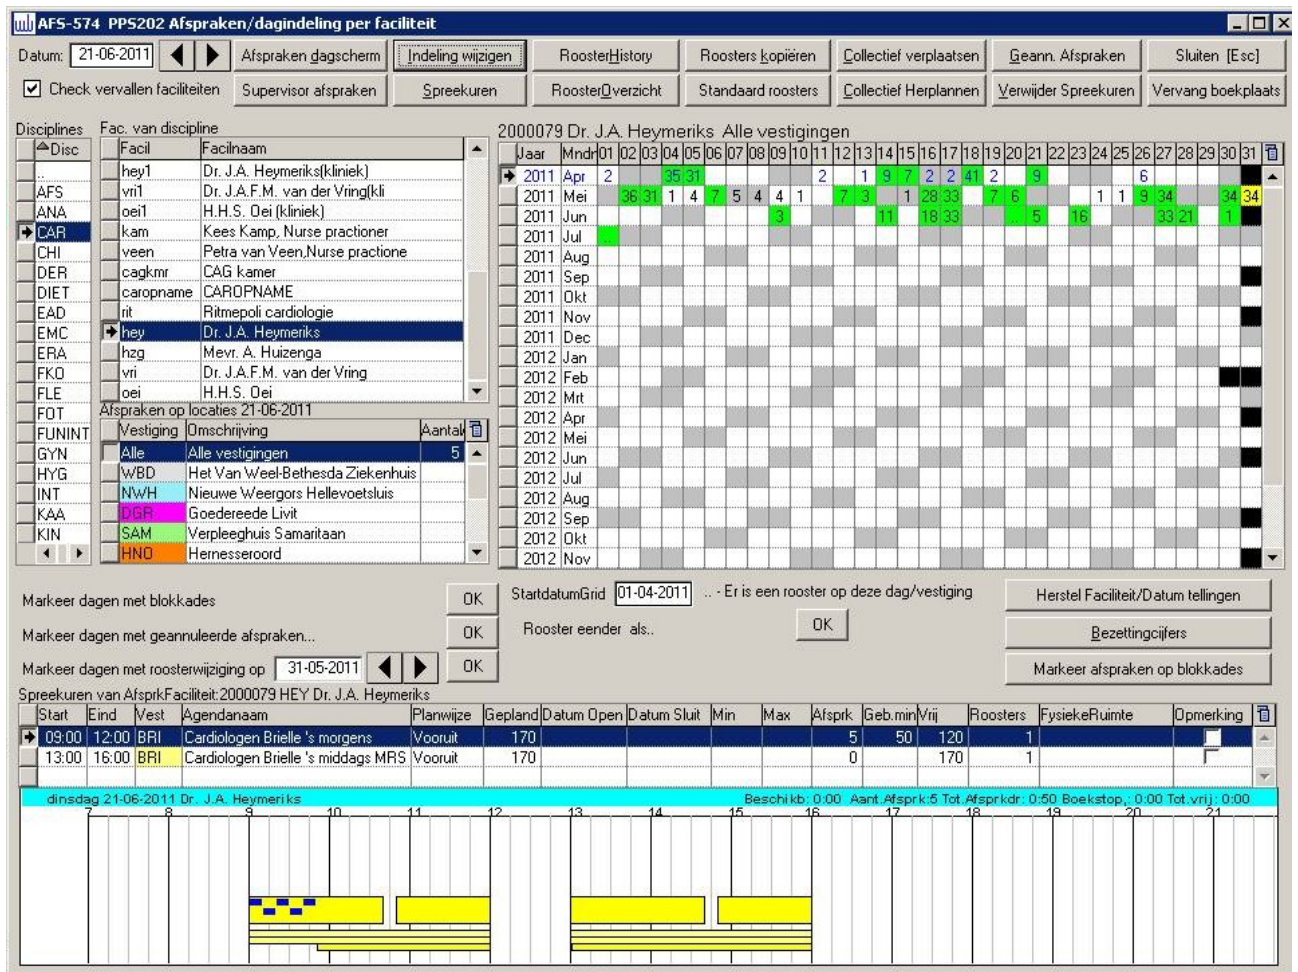 AFS-574 PPS202 Afspraken/dagindeling per faciliteit
Datum: 21-06-2011 Afspraken dagscherm Indeling wijzigen RoosterHistory Roosters kopiëren Collectief verplaatsen Geann. Afspraken Sluiten [Esc]
Check vervallen faciliteiten Supervisor afspraken Spreekuren RoosterOverzicht Standaard roosters Collectief Herplannen Verwijder Spreekuren Vervang boekplaats
Disciplines
Disc
..
AFS
ANA
CAR
CHI
DER
DIET
EAD
EMC
ERA
FKO
FLE
FOT
FUNINT
GYN
HYG
INT
KAA
KIN
Fac. van discipline
Facil Facilnaam
hey1 Dr. J.A. Heymeriks(kliniek)
vri1 Dr. J.A.F.M. van der Vring(kli
oei1 H.H.S. Oei (kliniek)
kam Kees Kamp, Nurse practioner
veen Petra van Veen,Nurse practione
cagkmr CAG kamer
caropname CAROPNAME
rit Ritmepoli cardiologie
hey Dr. J.A. Heymeriks
hzg Mevr. A. Huizenga
vri Dr. J.A.F.M. van der Vring
oei H.H.S. Oei
Afspraken op locaties 21-06-2011
Vestiging Omschrijving Aantal
Alle Alle vestigingen 5
WBD Het Van Weel-Bethesda Ziekenhuis
NWH Nieuwe Weergors Hellevoetsluis
DGR Goedereede Livit
SAM Verpleeghuis Samaritaan
HNO Hernesseroord
2000079 Dr. J.A. Heymeriks Alle vestigingen
Jaar Mndn 01 02 03 04 05 06 07 08 09 10 11 12 13 14 15 16 17 18 19 20 21 22 23 24 25 26 27 28 29 30 31
2011 Apr 2 35 31 2 1 9 7 2 2 41 2 9 6
2011 Mei 36 31 1 4 7 5 4 4 1 7 3 1 28 33 7 6 1 1 9 34 34 34
2011 Jun 3 11 18 33 .. 5 16 33 21 1
2011 Jul ..
2011 Aug
2011 Sep
2011 Okt
2011 Nov
2011 Dec
2012 Jan
2012 Feb
2012 Mrt
2012 Apr
2012 Mei
2012 Jun
2012 Jul
2012 Aug
2012 Sep
2012 Okt
2012 Nov
Markeer dagen met blokkades OK
Markeer dagen met geannuleerde afspraken... OK
Markeer dagen met roosterwijziging op 31-05-2011 OK
StartdatumGrid 01-04-2011 .. - Er is een rooster op deze dag/vestiging
Rooster eender als.. OK
Herstel Faciliteit/Datum tellingen
Bezettingcijfers
Markeer afspraken op blokkades
Spreekuren van AfsprkFaciliteit:2000079 HEY Dr. J.A. Heymeriks
Start Eind Vest Agendanaam Planwijze Gepland Datum Open Datum Sluit Min Max Afsprk Geb.min Vrij Roosters FysiekeRuimte Opmerking
09:00 12:00 BRI Cardiologen Brielle 's morgens Vooruit 170 5 50 120 1
13:00 16:00 BRI Cardiologen Brielle 's middags MRS Vooruit 170 0 170 1
dinsdag 21-06-2011 Dr. J.A. Heymeriks Beschikb: 0:00 Aant.Afsprk:5 Tot.Afsprkdr: 0:50 Boekstop,: 0:00 Tot.vrij: 0:00
7 8 9 10 11 12 13 14 15 16 17 18 19 20 21